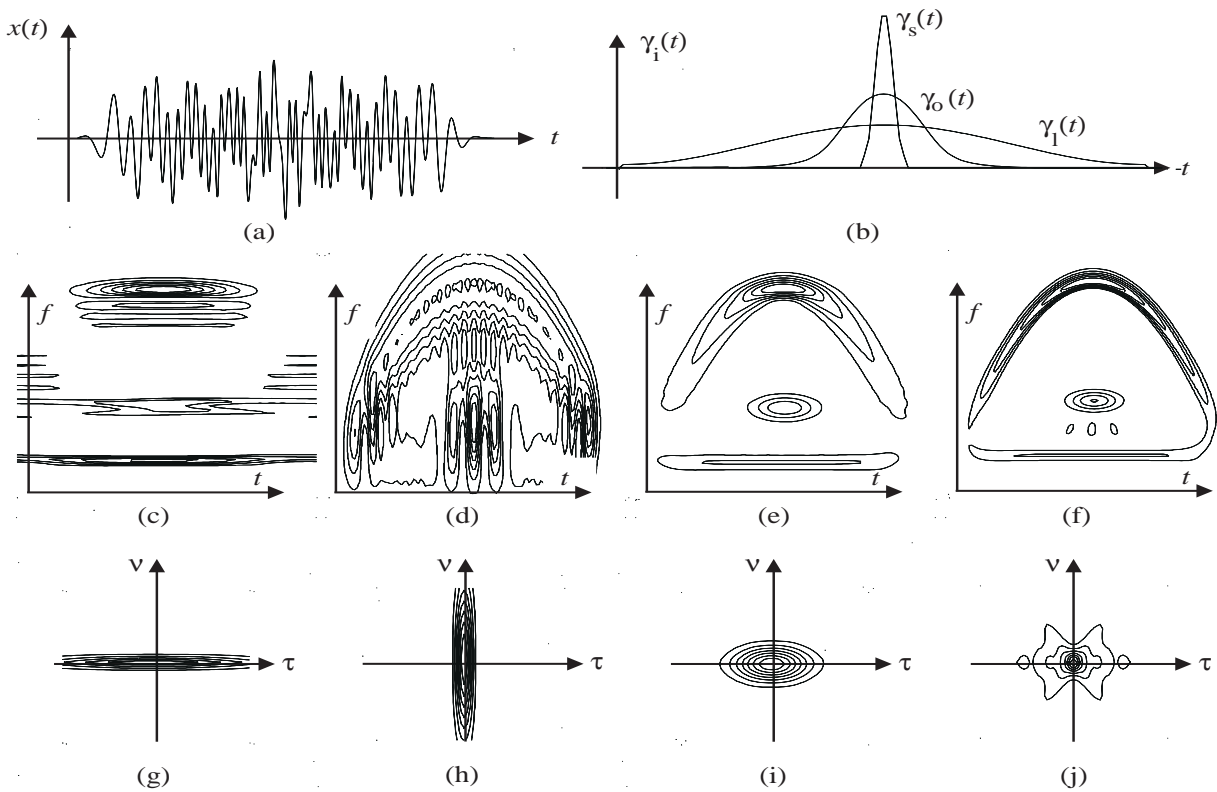 x(t)
t
(a)
γi(t)
γs(t)
γo(t)
γl(t)
-t
(b)
f
t
(c)
f
t
(d)
f
t
(e)
f
t
(f)
ν
τ
(g)
ν
τ
(h)
ν
τ
(i)
ν
τ
(j)